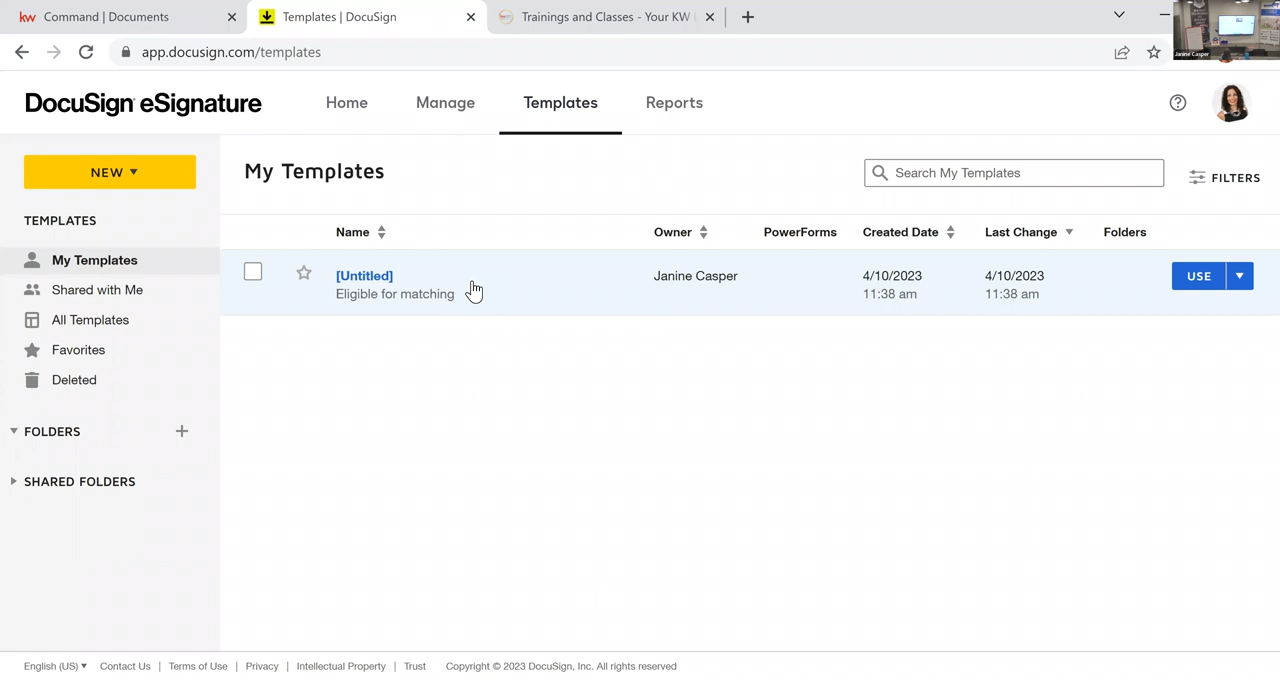 kw Command | Documents
Templates | DocuSign
Trainings and Classes - Your KW
app.docusign.com/templates
Janine Casper
DocuSign eSignature
Home
Manage
Templates
Reports
NEW
My Templates
Search My Templates
FILTERS
TEMPLATES
Name
Owner
PowerForms
Created Date
Last Change
Folders
My Templates
[Untitled]
Janine Casper
4/10/2023
4/10/2023
USE
Eligible for matching
11:38 am
11:38 am
Shared with Me
All Templates
Favorites
Deleted
FOLDERS
SHARED FOLDERS
English (US)
Contact Us | Terms of Use | Privacy | Intellectual Property | Trust
Copyright © 2023 DocuSign, Inc. All rights reserved